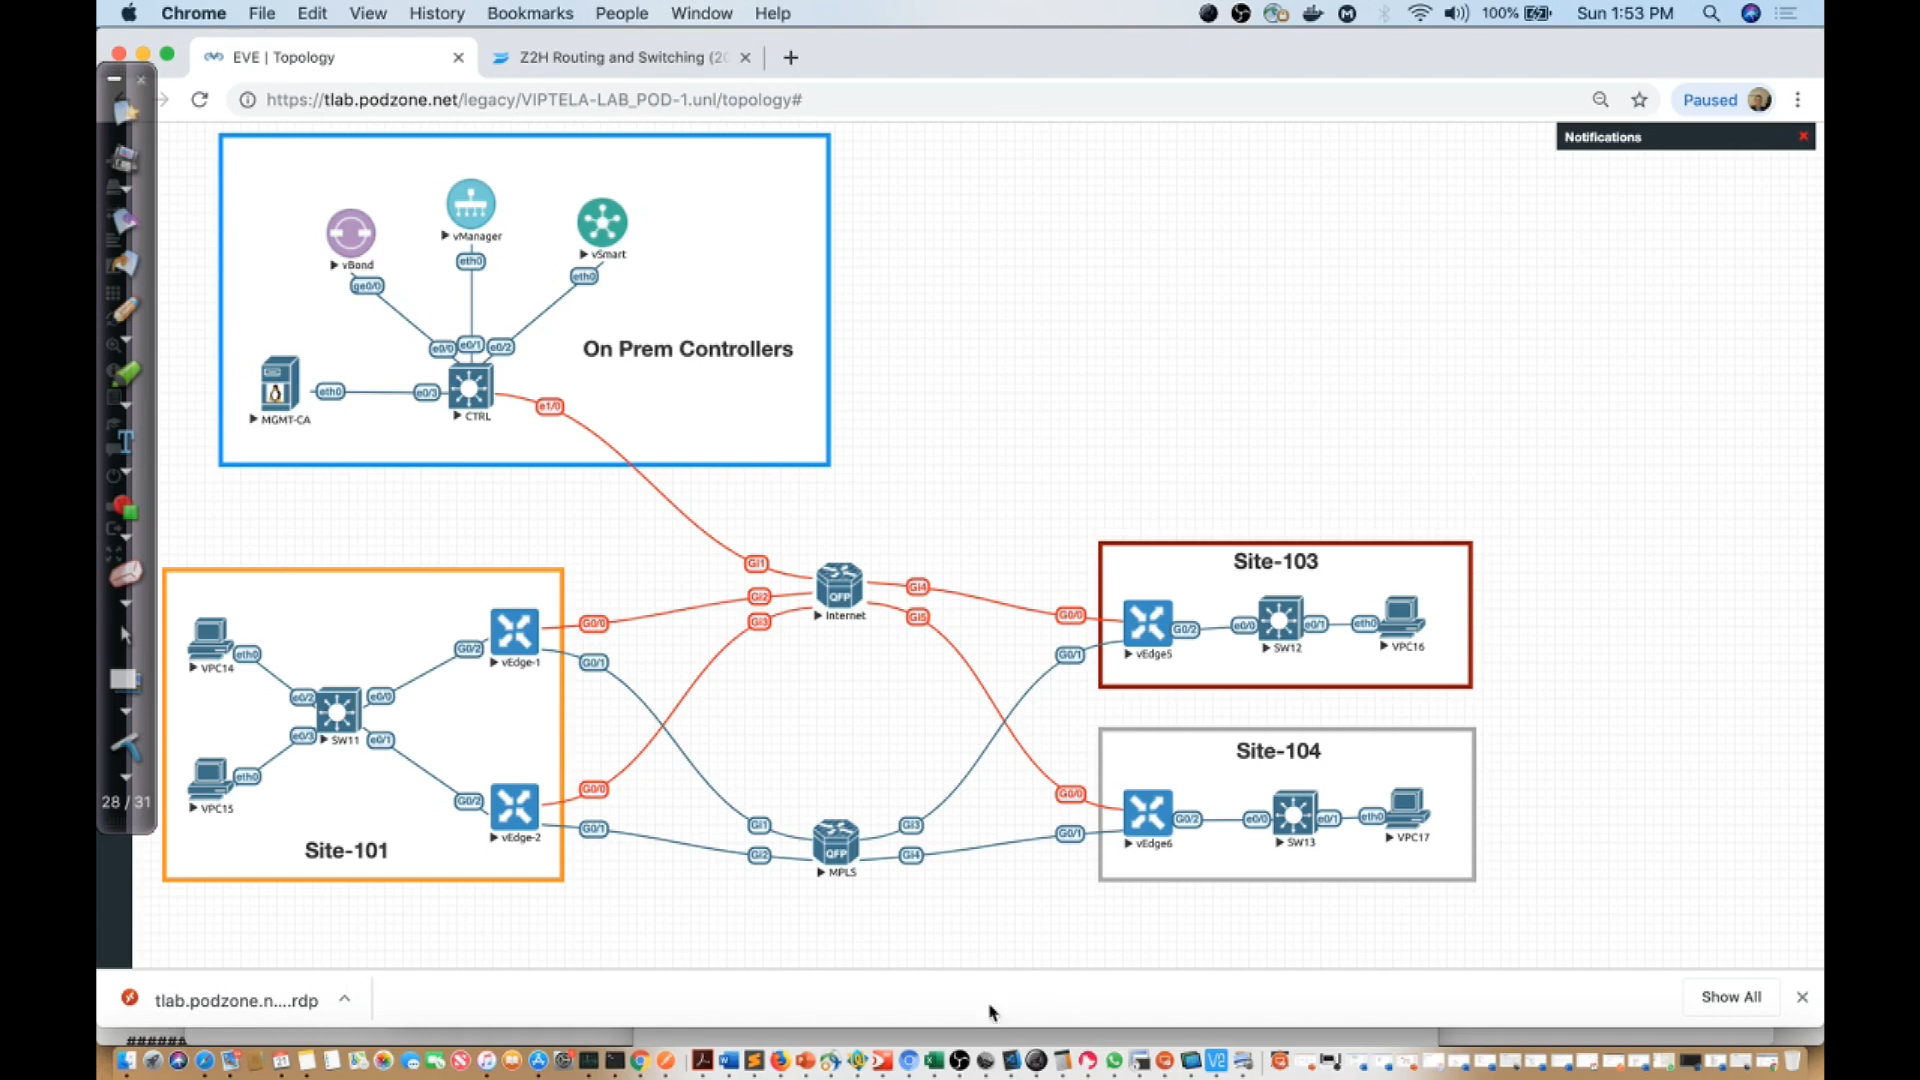 Chrome File Edit View History Bookmarks People Window Help 100% Sun 1:53 PM
EVE | Topology
Z2H Routing and Switching (20
https://tlab.podzone.net/legacy/VIPTELA-LAB_POD-1.unl/topology#
Paused
Notifications
vBond
ge0/0
vManager
eth0
vSmart
eth0
e0/0
e0/1
e0/2
On Prem Controllers
MGMT-CA
eth0
e0/3
CTRL
e1/0
Site-101
VPC14
eth0
e0/2
SW11
e0/0
G0/2
vEdge-1
G0/0
G0/1
VPC15
eth0
e0/3
e0/1
G0/2
vEdge-2
G0/0
G0/1
Gi1
Gi2
Gi3
QFP
Internet
Gi4
Gi5
Gi1
Gi2
QFP
MPLS
Gi3
Gi4
Site-103
G0/0
G0/1
vEdge5
G0/2
e0/0
SW12
e0/1
eth0
VPC16
Site-104
G0/0
G0/1
vEdge6
G0/2
e0/0
SW13
e0/1
eth0
VPC17
28 / 31
tlab.podzone.n....rdp
Show All
######